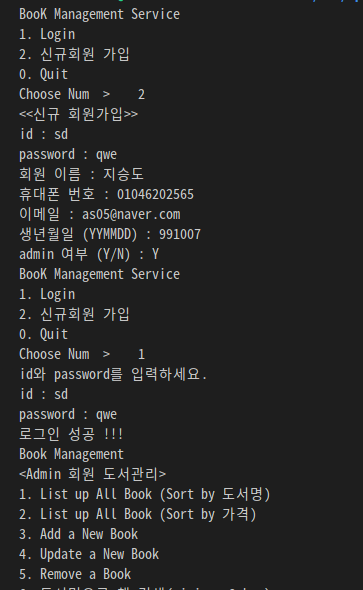 BooK Management Service
1. Login
2. 신규회원 가입
0. Quit
Choose Num  >    2
<<신규 회원가입>>
id : sd
password : qwe
회원 이름 : 지승도
휴대폰 번호 : 01046202565
이메일 : as05@naver.com
생년월일 (YYMMDD) : 991007
admin 여부 (Y/N) : Y
BooK Management Service
1. Login
2. 신규회원 가입
0. Quit
Choose Num  >    1
id와 password를 입력하세요.
id : sd
password : qwe
로그인 성공 !!!
Book Management
<Admin 회원 도서관리>
1. List up All Book (Sort by 도서명)
2. List up All Book (Sort by 가격)
3. Add a New Book
4. Update a New Book
5. Remove a Book